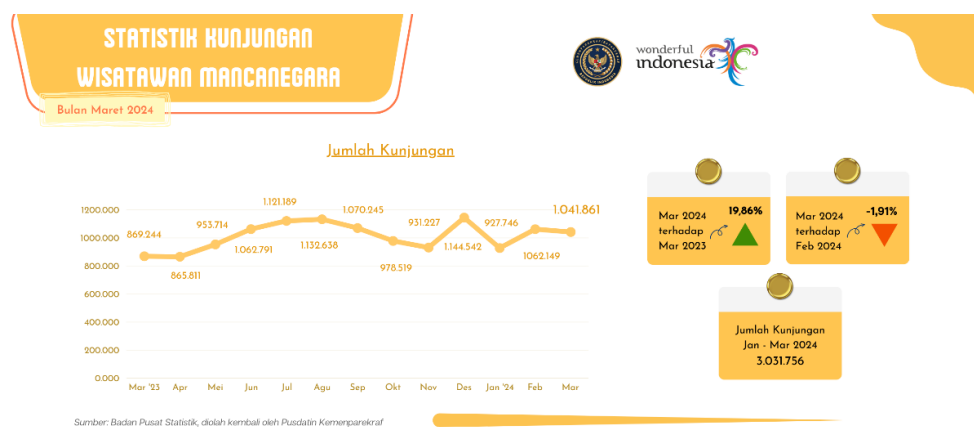 STATISTIK KUNJUNGAN
WISATAWAN MANCANEGARA
Bulan Maret 2024
wonderful
indonesia
Jumlah Kunjungan
1200.000
1000.000
800.000
600.000
400.000
200.000
0.000
869.244
865.811
953.714
1.062.791
1.121.189
1.132.638
1.070.245
978.519
931.227
1.144.542
927.746
1062.149
1.041.861
Mar '23 Apr Mei Jun Jul Agu Sep Okt Nov Des Jan '24 Feb Mar
Mar 2024
terhadap
Mar 2023
19,86%
Mar 2024
terhadap
Feb 2024
-1,91%
Jumlah Kunjungan
Jan - Mar 2024
3.031.756
Sumber: Badan Pusat Statistik, diolah kembali oleh Pusdatin Kemenparekraf